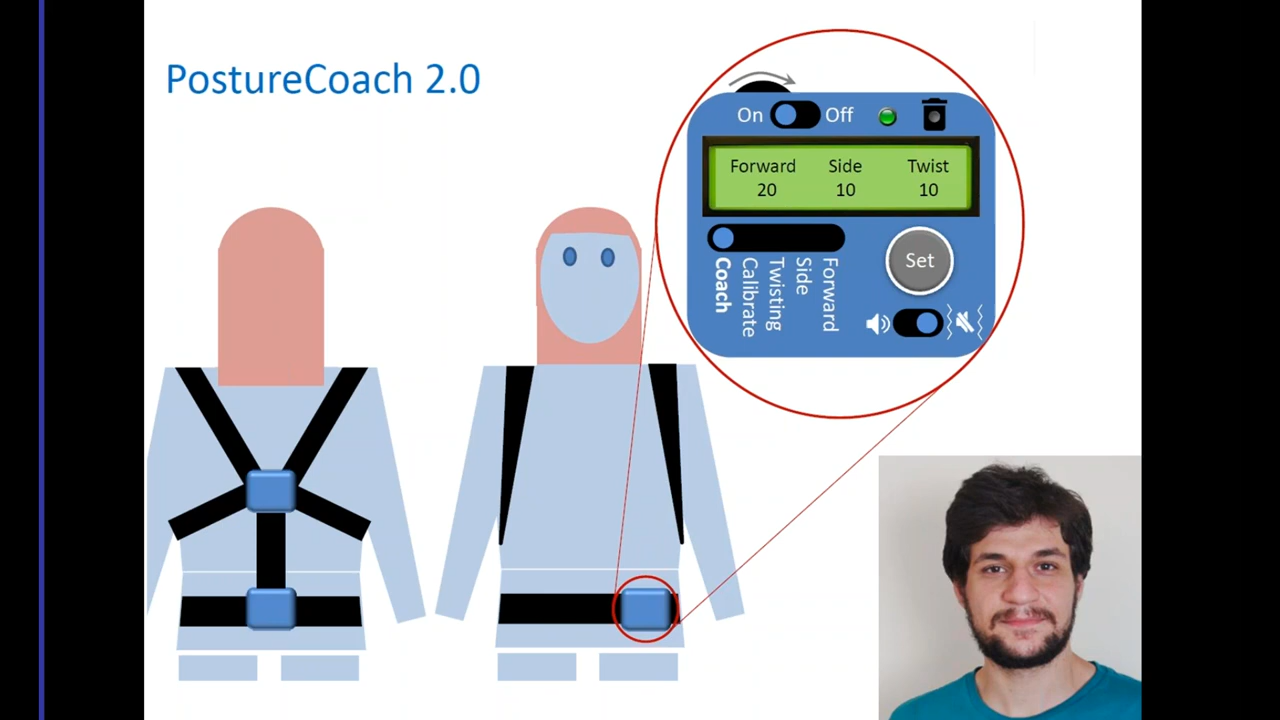 PostureCoach 2.0
On Off
Forward Side Twist
20 10 10
Coach
Calibrate
Twisting
Side
Forward
Set